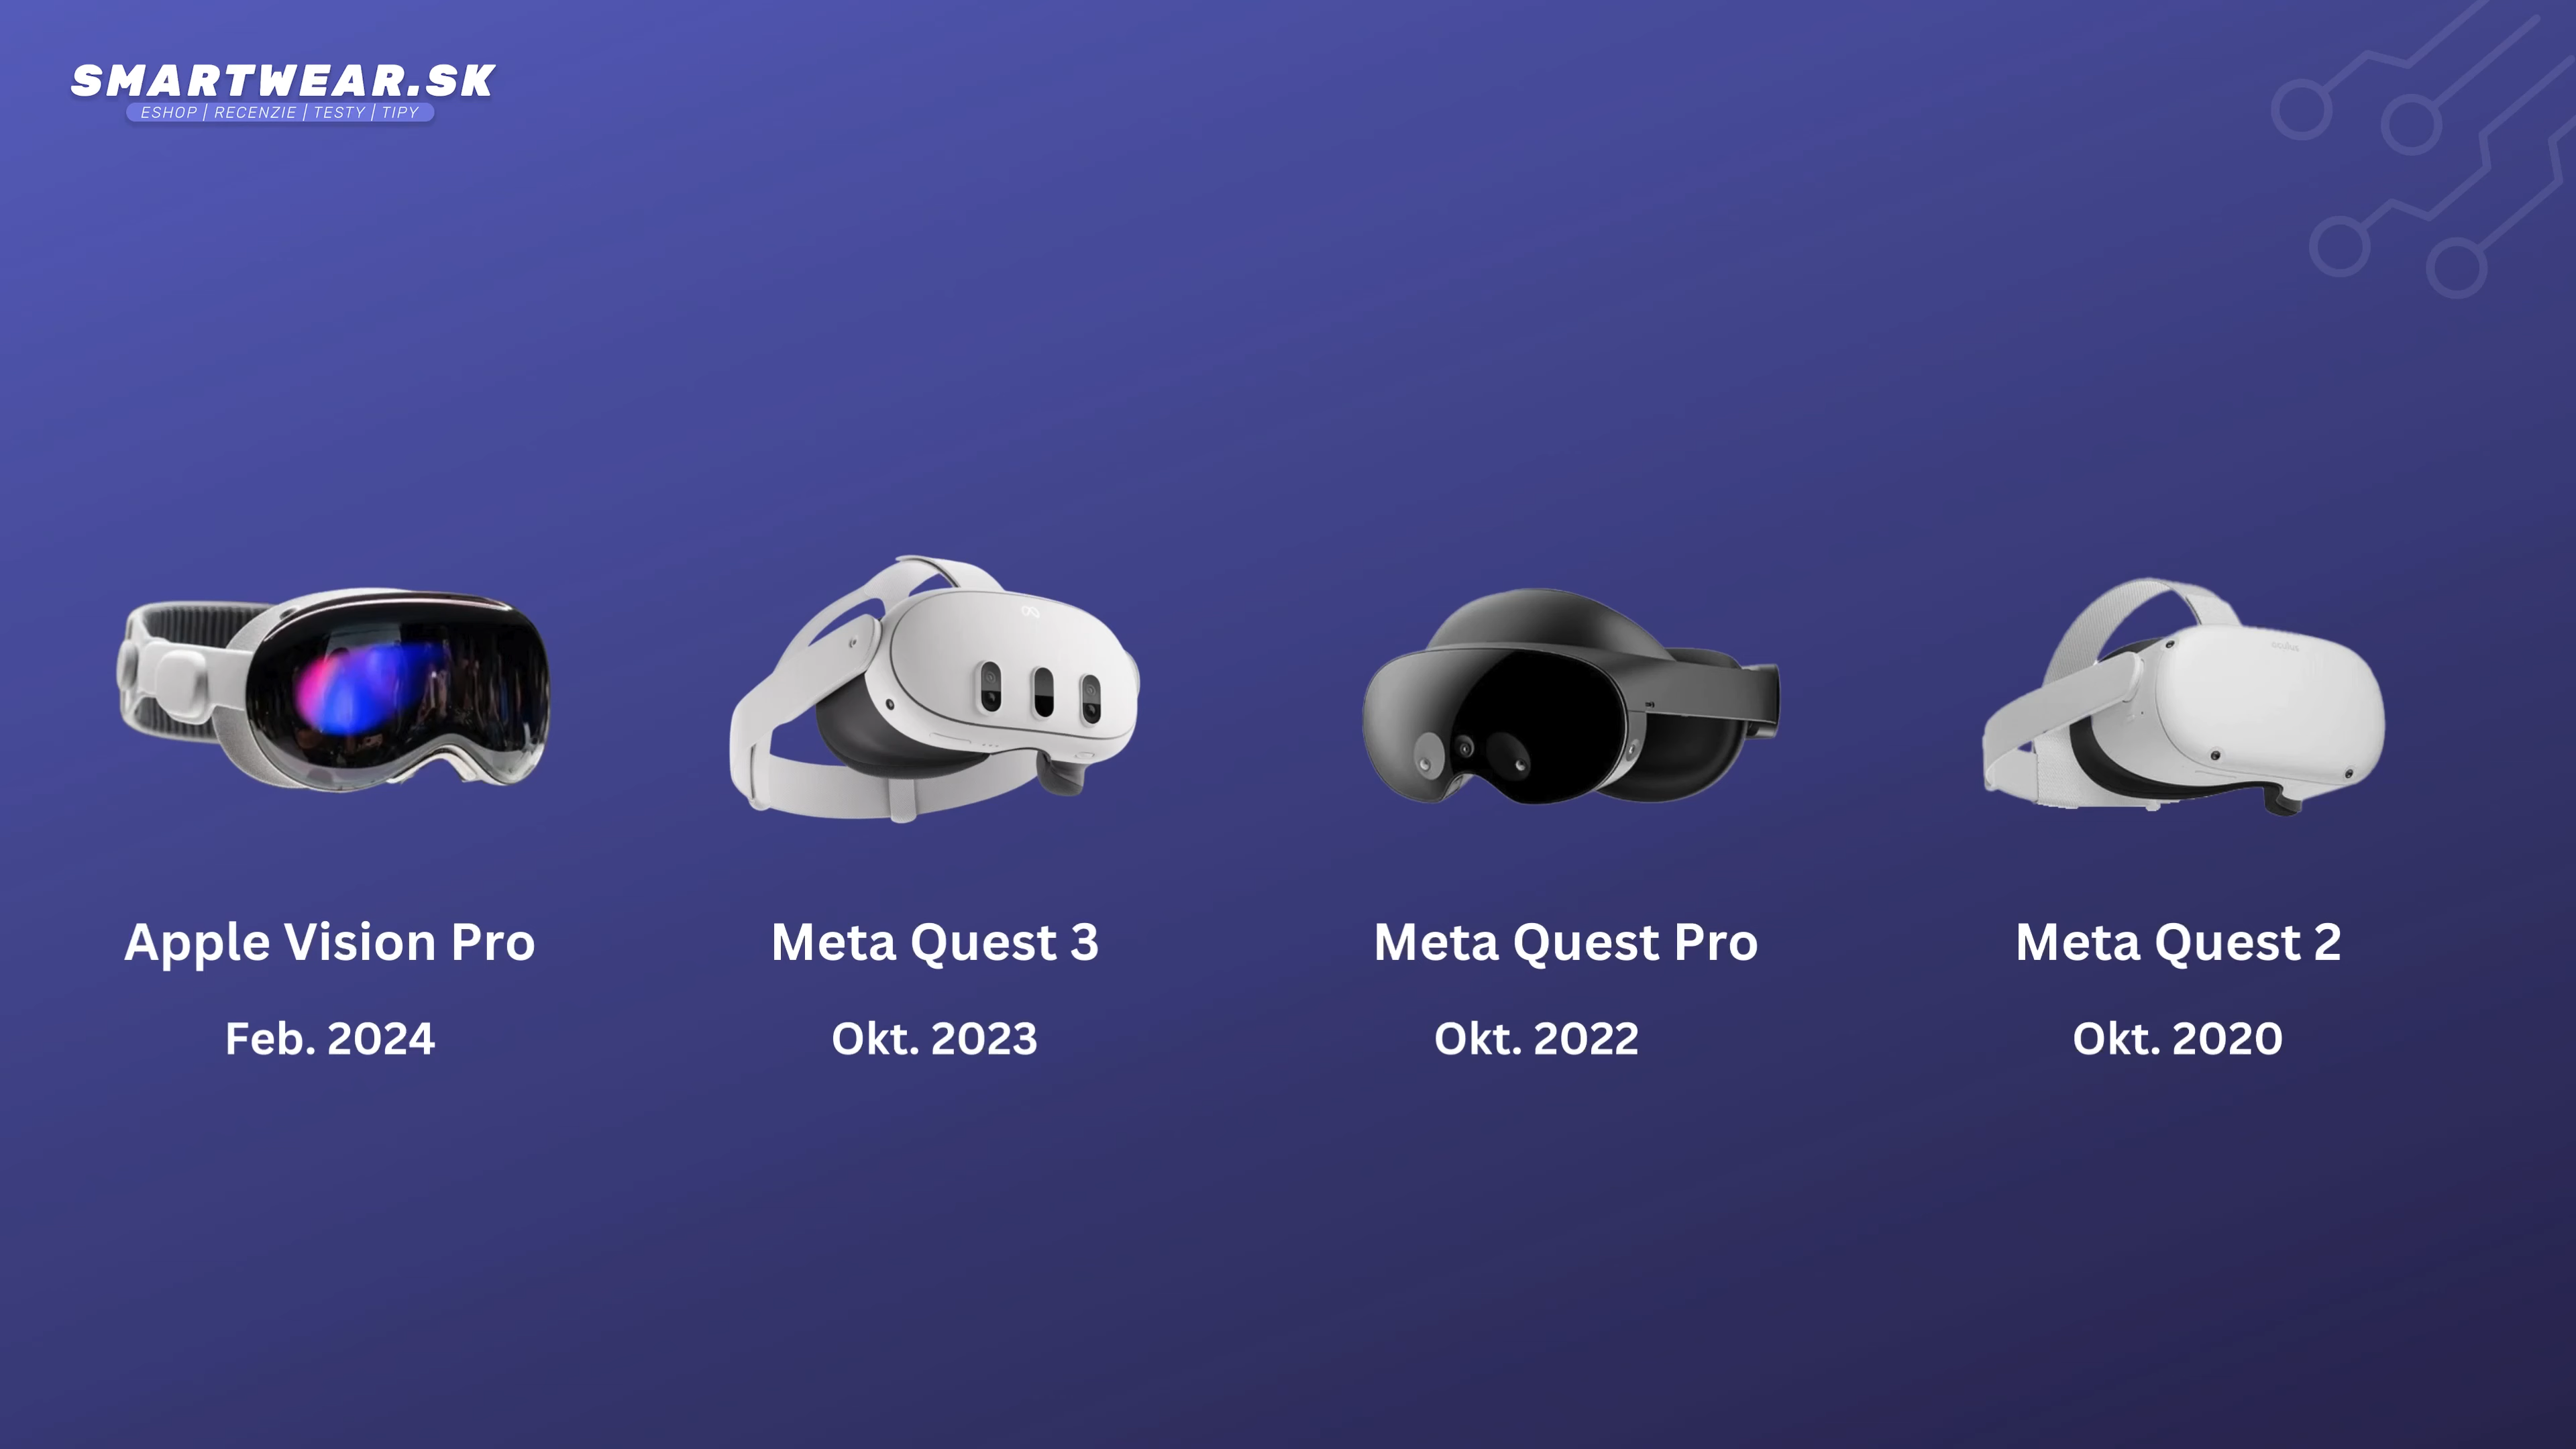 SMARTWEAR.SK
ESHOP | RECENZIE | TESTY | TIPY
oculus
Apple Vision Pro
Meta Quest 3
Meta Quest Pro
Meta Quest 2
Feb. 2024
Okt. 2023
Okt. 2022
Okt. 2020